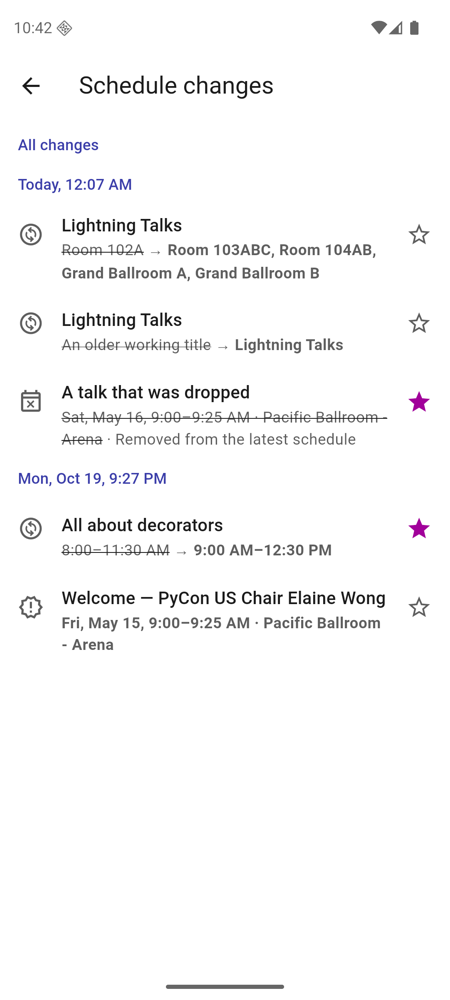 10:42
Schedule changes
All changes
Today, 12:07 AM
Lightning Talks
Room 102A → Room 103ABC, Room 104AB,
Grand Ballroom A, Grand Ballroom B
Lightning Talks
An older working title → Lightning Talks
A talk that was dropped
Sat, May 16, 9:00–9:25 AM · Pacific Ballroom -
Arena · Removed from the latest schedule
Mon, Oct 19, 9:27 PM
All about decorators
8:00–11:30 AM → 9:00 AM–12:30 PM
Welcome — PyCon US Chair Elaine Wong
Fri, May 15, 9:00–9:25 AM · Pacific Ballroom
- Arena